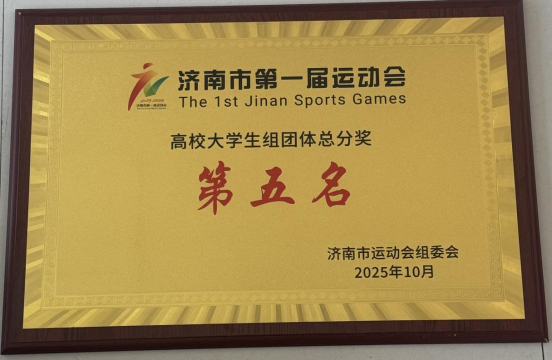 济南市第一届运动会
The 1st Jinan Sports Games
高校大学生组团体总分奖
第五名
济南市运动会组委会
2025年10月